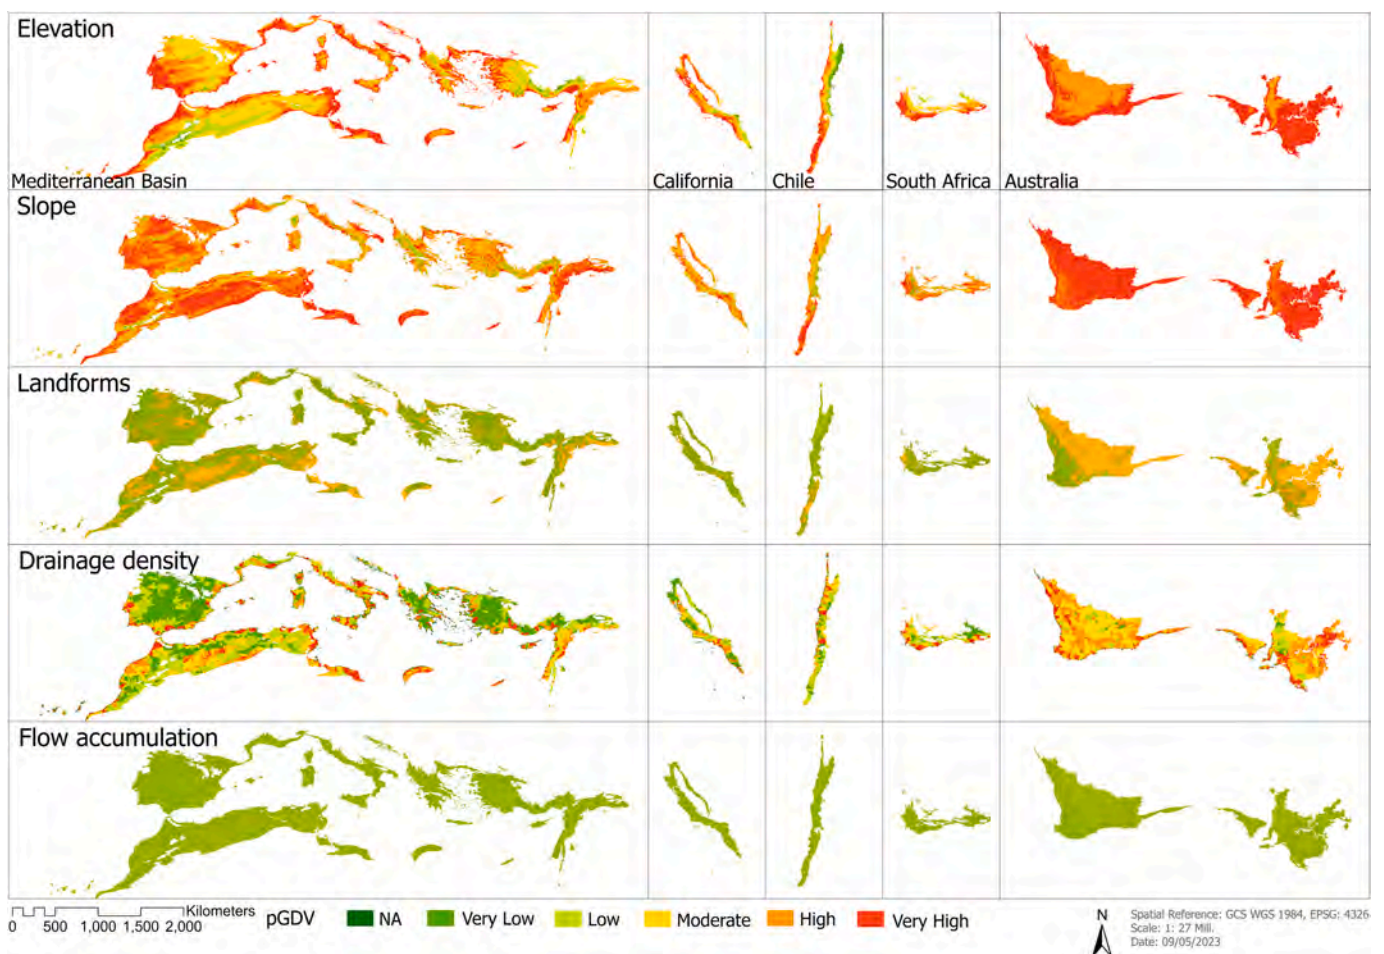 Elevation
Mediterranean Basin
California
Chile
South Africa
Australia
Slope
Landforms
Drainage density
Flow accumulation
Kilometers
0 500 1,000 1,500 2,000
pGDV
NA
Very Low
Low
Moderate
High
Very High
N
Spatial Reference: GCS WGS 1984, EPSG: 4326
Scale: 1: 27 Mill.
Date: 09/05/2023